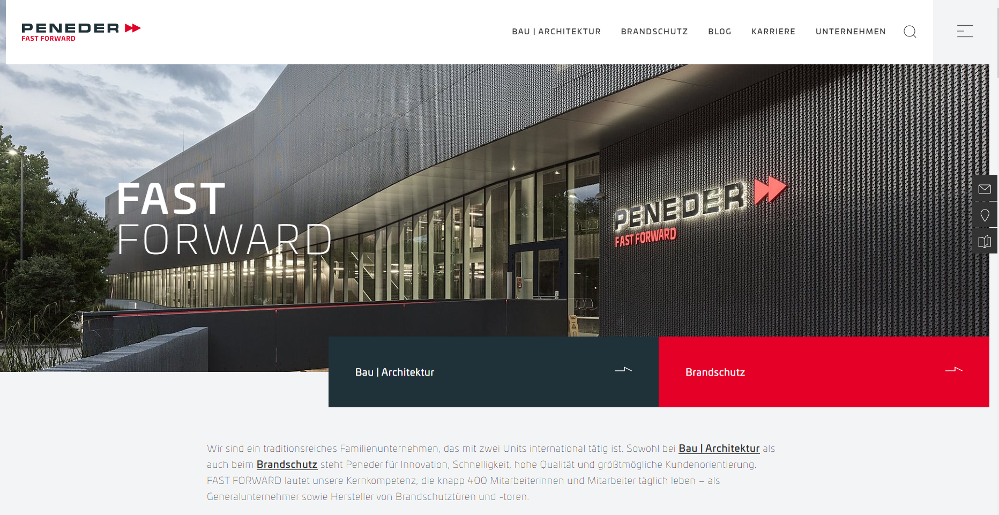 PENEDER
FAST FORWARD
BAU | ARCHITEKTUR
BRANDSCHUTZ
BLOG
KARRIERE
UNTERNEHMEN
FAST
FORWARD
PENEDER
FAST FORWARD
Bau | Architektur
Brandschutz
Wir sind ein traditionsreiches Familienunternehmen, das mit zwei Units international tätig ist. Sowohl bei Bau | Architektur als
auch beim Brandschutz steht Peneder für Innovation, Schnelligkeit, hohe Qualität und größtmögliche Kundenorientierung.
FAST FORWARD lautet unsere Kernkompetenz, die knapp 400 Mitarbeiterinnen und Mitarbeiter täglich leben – als
Generalunternehmer sowie Hersteller von Brandschutztüren und -toren.